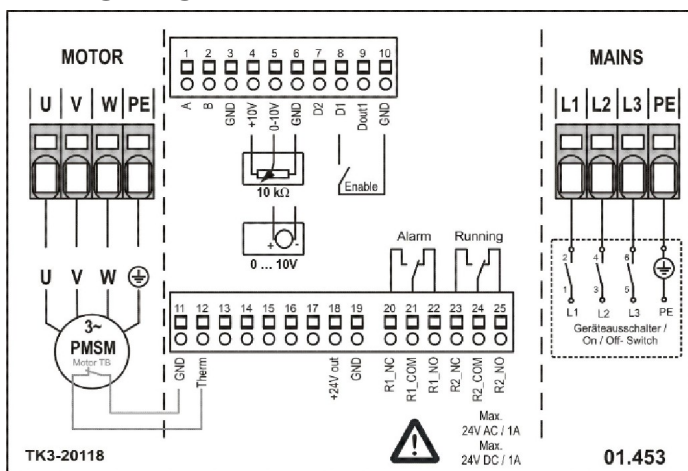 MOTOR
U V W PE
U V W
3~
PMSM
Motor TB
TK3-20118
1 2 3 4 5 6 7 8 9 10
A B GND +10V 0-10V GND D2 D1 Dout1 GND
10 kΩ
Enable
+ -
0 ... 10V
Alarm Running
11 12 13 14 15 16 17 18 19 20 21 22 23 24 25
GND Therm +24V out GND R1_NC R1_COM R1_NO R2_NC R2_COM R2_NO
Max.
24V AC / 1A
Max.
24V DC / 1A
MAINS
L1 L2 L3 PE
2 4 6
1 3 5
L1 L2 L3 PE
Geräteausschalter /
On / Off- Switch
01.453